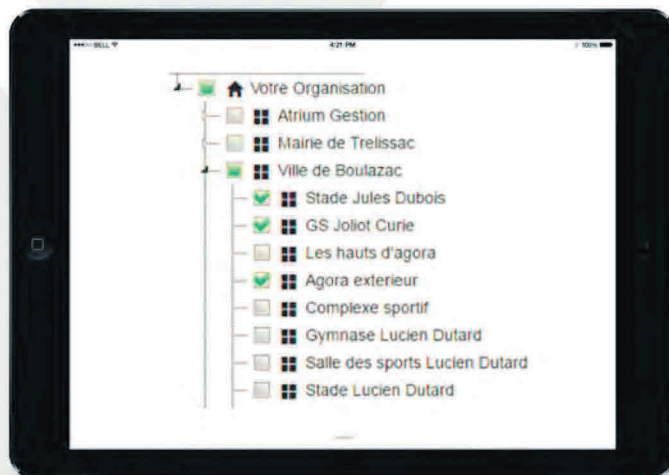 BELL 4:21 PM 100%
Votre Organisation
Atrium Gestion
Mairie de Trelissac
Ville de Boulazac
Stade Jules Dubois
GS Joliot Curie
Les hauts d'agora
Agora exterieur
Complexe sportif
Gymnase Lucien Dutard
Salle des sports Lucien Dutard
Stade Lucien Dutard